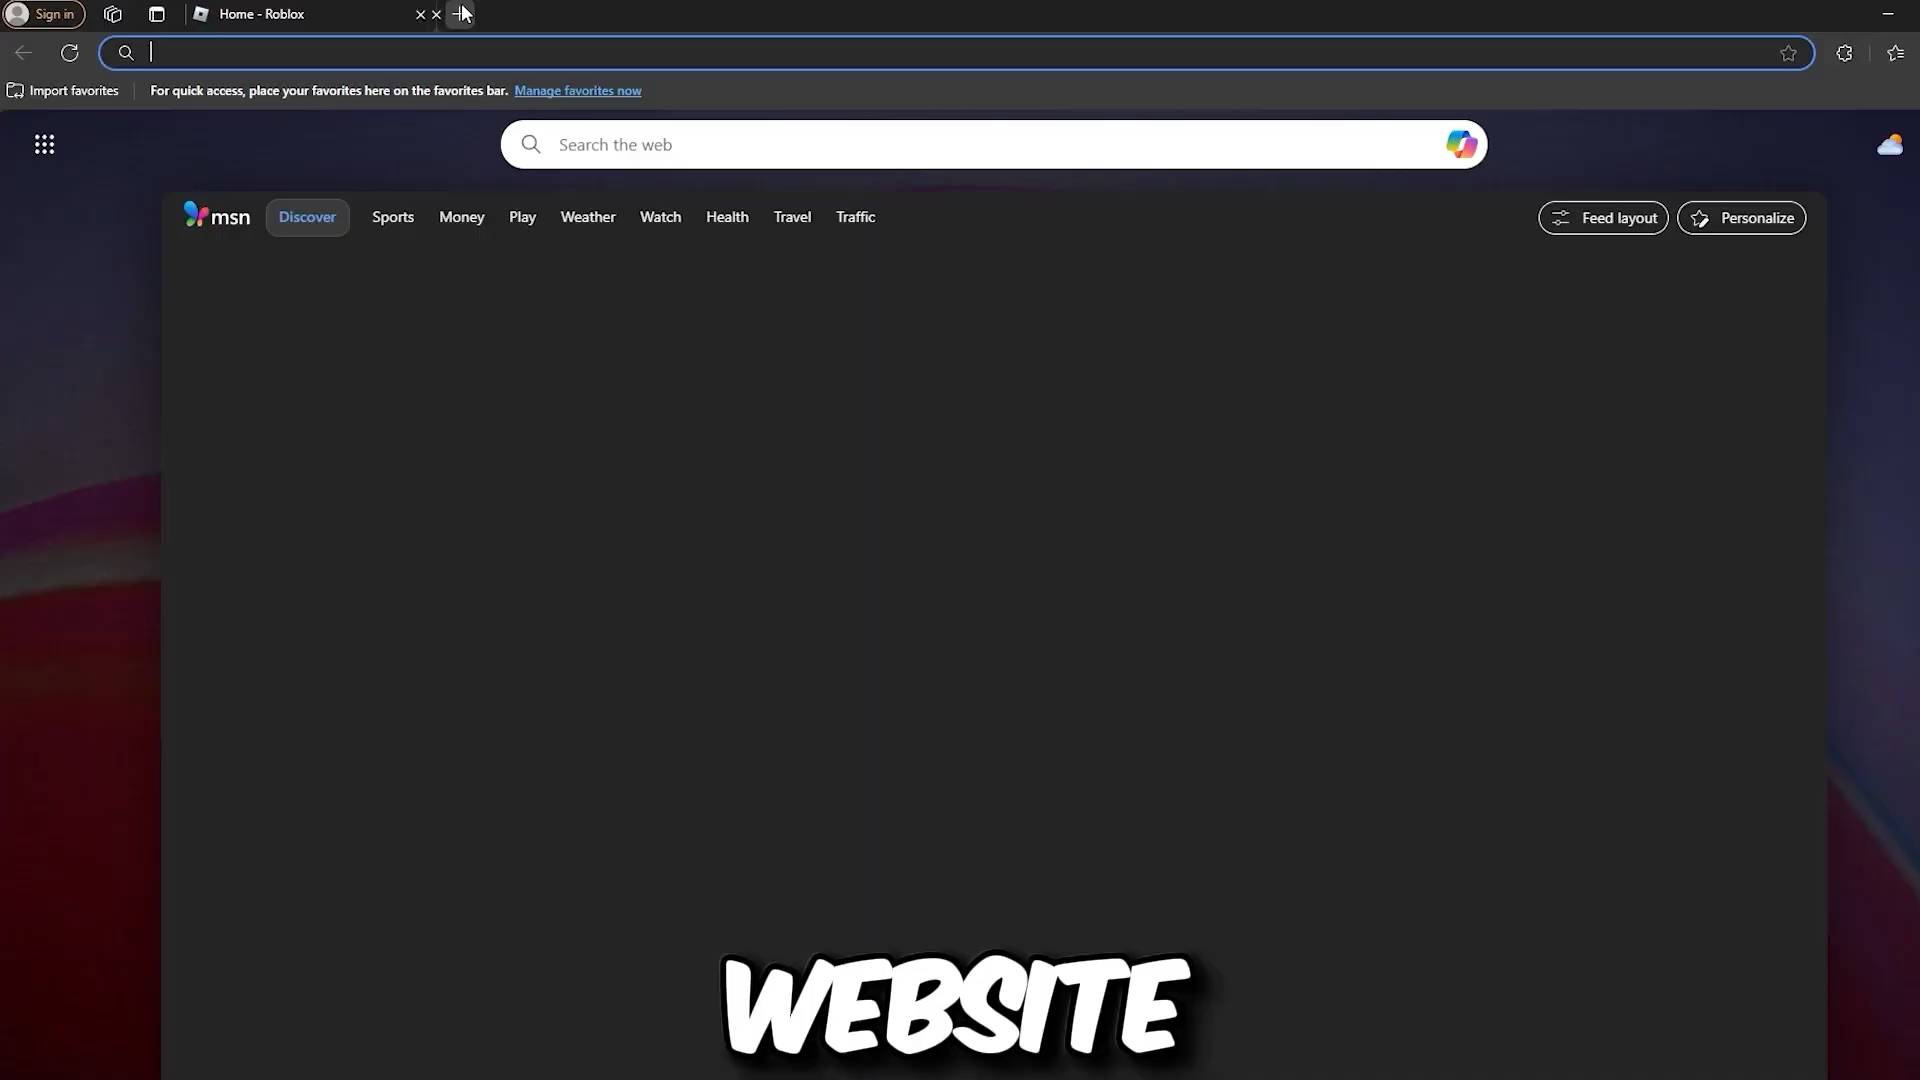 Sign in
Home - Roblox
Import favorites
For quick access, place your favorites here on the favorites bar. Manage favorites now
Search the web
msn Discover Sports Money Play Weather Watch Health Travel Traffic
Feed layout Personalize
WEBSITE